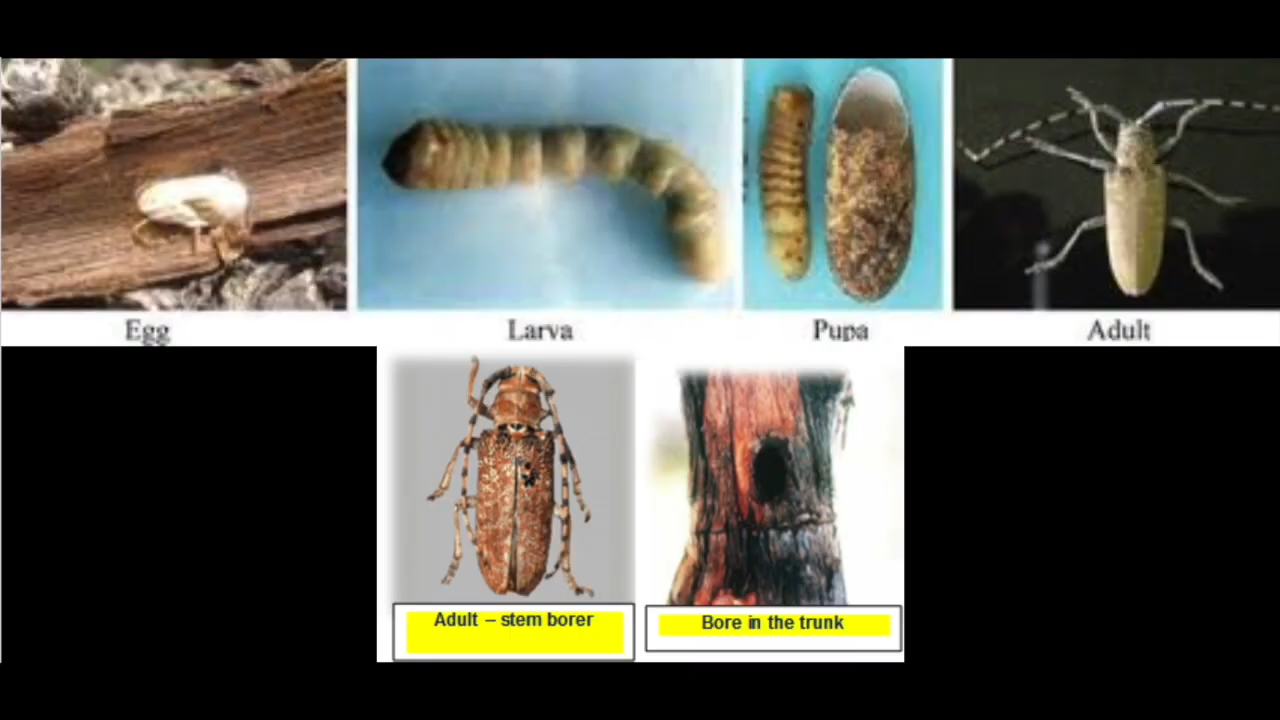 Egg
Larva
Pupa
Adult
Adult – stem borer
Bore in the trunk